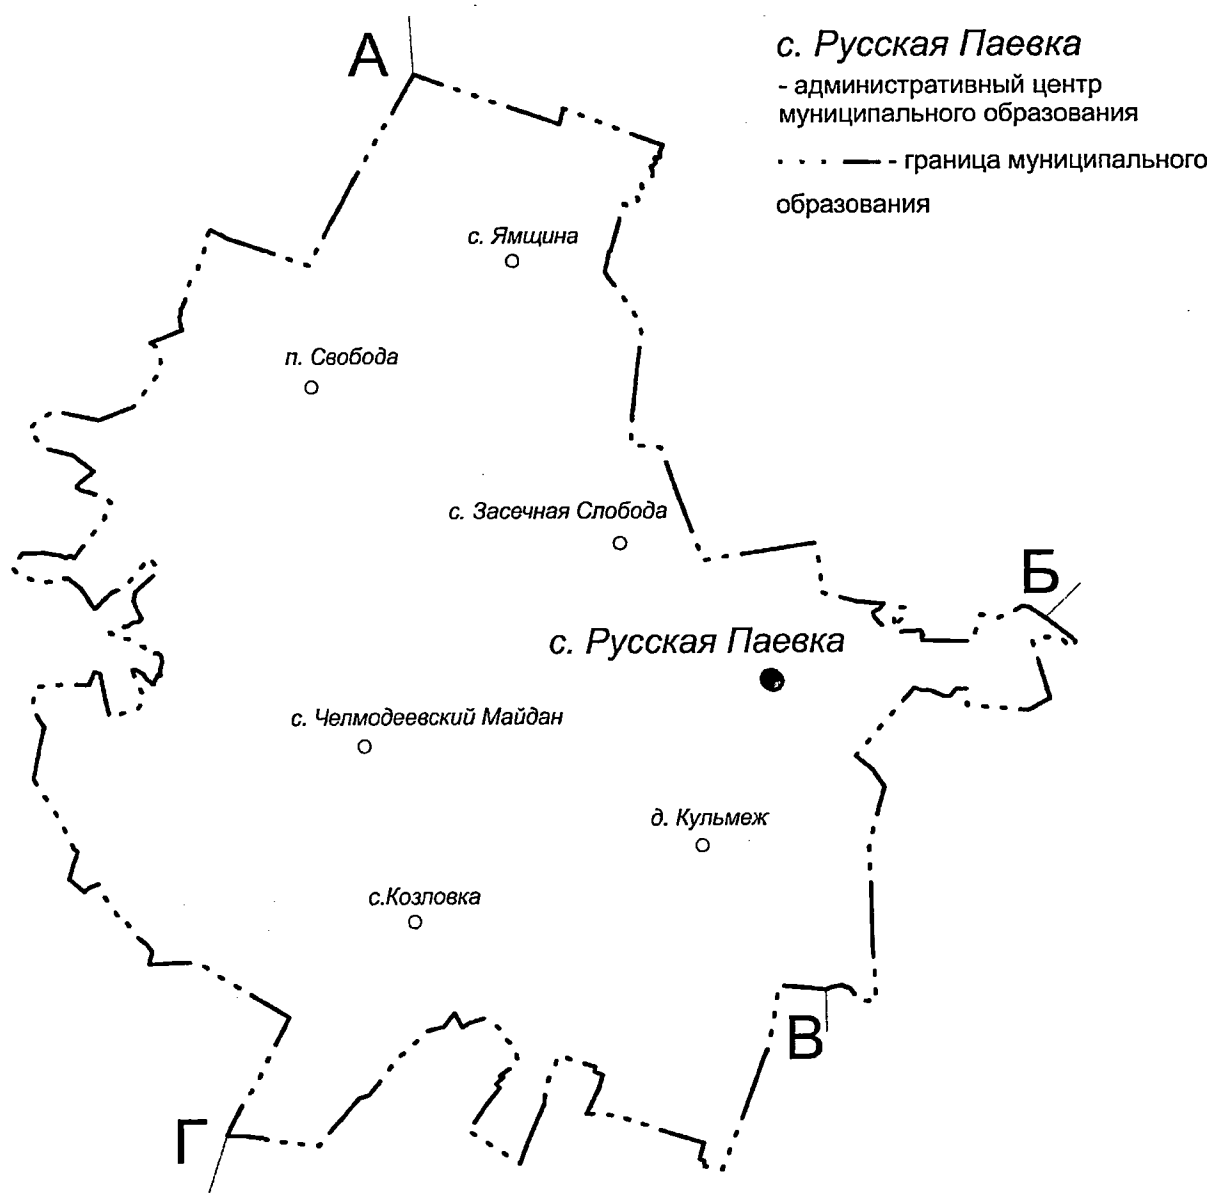 А
с. Русская Паевка
- административный центр
муниципального образования
- граница муниципального
образования
с. Ямщина
п. Свобода
с. Засечная Слобода
Б
с. Русская Паевка
с. Челмодеевский Майдан
д. Кульмеж
с.Козловка
В
Г